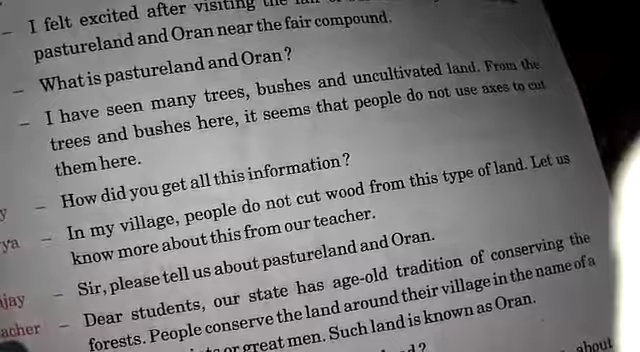 – I felt excited after visiting the
pastureland and Oran near the fair compound.
– What is pastureland and Oran?
– I have seen many trees, bushes and uncultivated land. From the
trees and bushes here, it seems that people do not use axes to cut
them here.
y – How did you get all this information?
ya – In my village, people do not cut wood from this type of land. Let us
know more about this from our teacher.
jay – Sir, please tell us about pastureland and Oran.
acher – Dear students, our state has age-old tradition of conserving the
forests. People conserve the land around their village in the name of a
or great men. Such land is known as Oran.
about